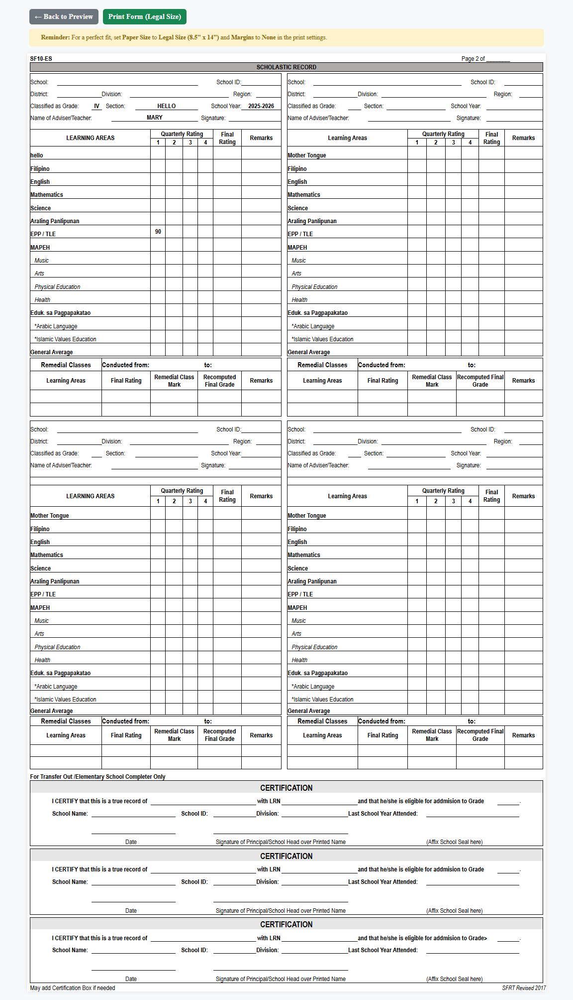 ← Back to Preview
Print Form (Legal Size)
Reminder: For a perfect fit, set Paper Size to Legal Size (8.5" x 14") and Margins to None in the print settings.
SF10-ES
Page 2 of ________
SCHOLASTIC RECORD
School:
School ID:
District:
Division:
Region:
Classified as Grade: IV Section: HELLO School Year: 2025-2026
Name of Adviser/Teacher: MARY Signature:
LEARNING AREAS
Quarterly Rating
Final Rating
Remarks
1 2 3 4
hello
Filipino
English
Mathematics
Science
Araling Panlipunan
EPP / TLE 90
MAPEH
Music
Arts
Physical Education
Health
Eduk. sa Pagpapakatao
*Arabic Language
*Islamic Values Education
General Average
Remedial Classes
Conducted from: to:
Learning Areas
Final Rating
Remedial Class Mark
Recomputed Final Grade
Remarks
School:
School ID:
District:
Division:
Region:
Classified as Grade: Section: School Year:
Name of Adviser/Teacher: Signature:
Learning Areas
Quarterly Rating
Final Rating
Remarks
1 2 3 4
Mother Tongue
Filipino
English
Mathematics
Science
Araling Panlipunan
EPP / TLE
MAPEH
Music
Arts
Physical Education
Health
Eduk. sa Pagpapakatao
*Arabic Language
*Islamic Values Education
General Average
Remedial Classes
Conducted from: to:
Learning Areas
Final Rating
Remedial Class Mark
Recomputed Final Grade
Remarks
School:
School ID:
District:
Division:
Region:
Classified as Grade: Section: School Year:
Name of Adviser/Teacher: Signature:
LEARNING AREAS
Quarterly Rating
Final Rating
Remarks
1 2 3 4
Mother Tongue
Filipino
English
Mathematics
Science
Araling Panlipunan
EPP / TLE
MAPEH
Music
Arts
Physical Education
Health
Eduk. sa Pagpapakatao
*Arabic Language
*Islamic Values Education
General Average
Remedial Classes
Conducted from: to:
Learning Areas
Final Rating
Remedial Class Mark
Recomputed Final Grade
Remarks
School:
School ID:
District:
Division:
Region:
Classified as Grade: Section: School Year:
Name of Adviser/Teacher: Signature:
Learning Areas
Quarterly Rating
Final Rating
Remarks
1 2 3 4
Mother Tongue
Filipino
English
Mathematics
Science
Araling Panlipunan
EPP / TLE
MAPEH
Music
Arts
Physical Education
Health
Eduk. sa Pagpapakatao
*Arabic Language
*Islamic Values Education
General Average
Remedial Classes
Conducted from: to:
Learning Areas
Final Rating
Remedial Class Mark
Recomputed Final Grade
Remarks
For Transfer Out /Elementary School Completer Only
CERTIFICATION
I CERTIFY that this is a true record of with LRN and that he/she is eligible for addmision to Grade .
School Name: School ID: Division: Last School Year Attended:
Date Signature of Principal/School Head over Printed Name (Affix School Seal here)
CERTIFICATION
I CERTIFY that this is a true record of with LRN and that he/she is eligible for addmision to Grade .
School Name: School ID: Division: Last School Year Attended:
Date Signature of Principal/School Head over Printed Name (Affix School Seal here)
CERTIFICATION
I CERTIFY that this is a true record of with LRN and that he/she is eligible for addmision to Grade> .
School Name: School ID: Division: Last School Year Attended:
Date Signature of Principal/School Head over Printed Name (Affix School Seal here)
May add Certification Box if needed
SFRT Revised 2017